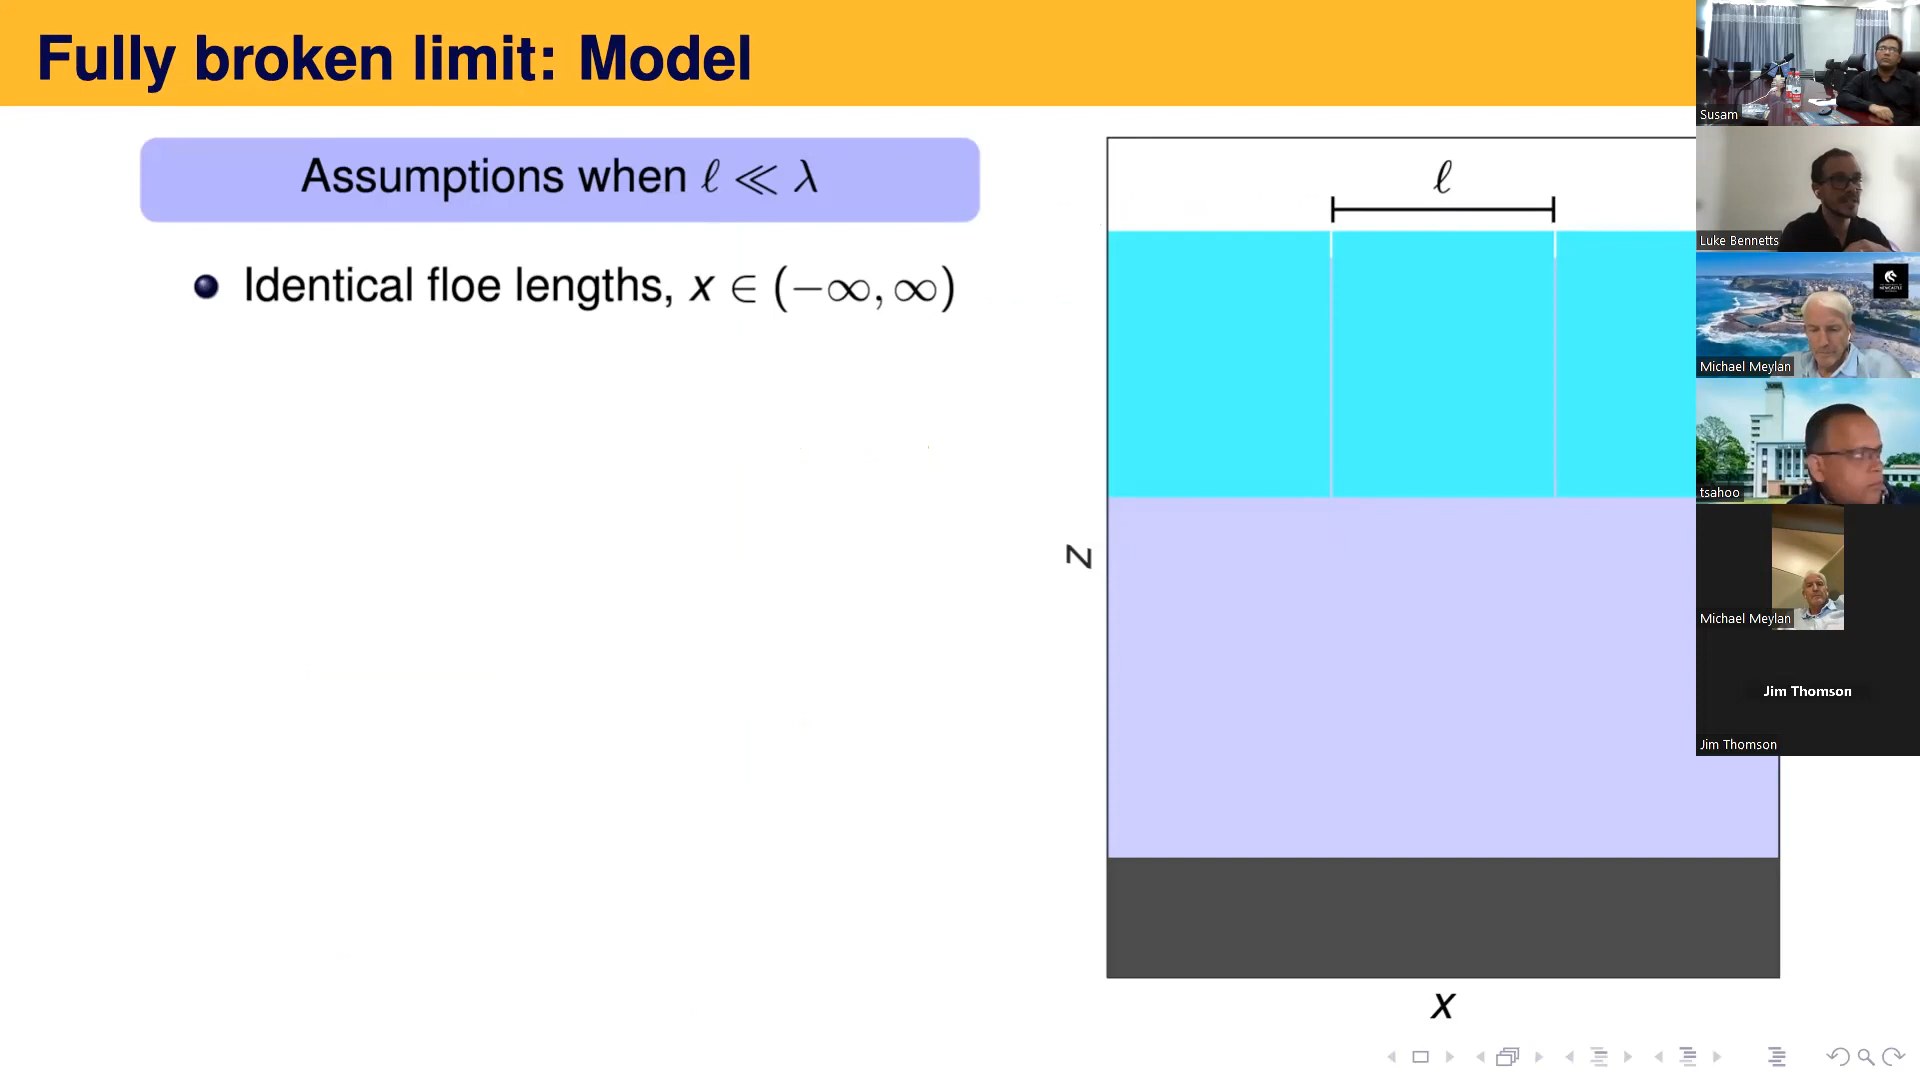 Fully broken limit: Model
Assumptions when ℓ ≪ λ
Identical floe lengths, x ∈ (−∞, ∞)
ℓ
z
x
Susam
Luke Bennetts
Michael Meylan
tsahoo
Michael Meylan
Jim Thomson
Jim Thomson